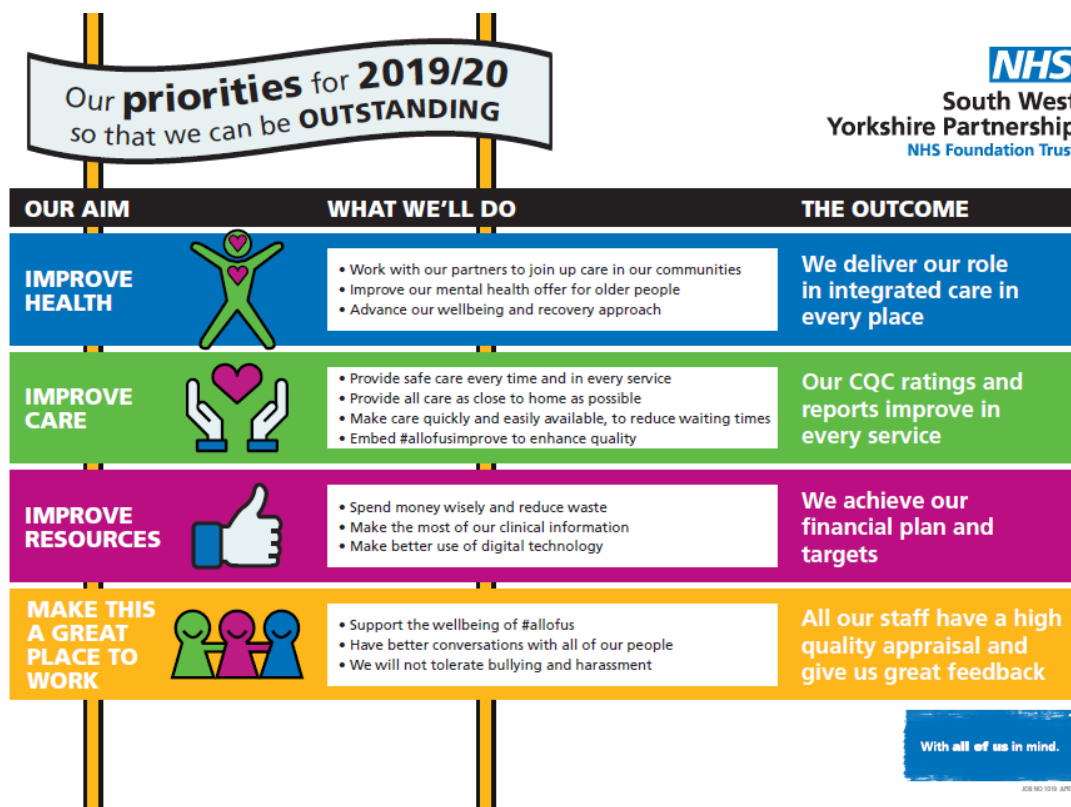 Our priorities for 2019/20
so that we can be OUTSTANDING
NHS
South West
Yorkshire Partnership
NHS Foundation Trust
OUR AIM
WHAT WE'LL DO
THE OUTCOME
IMPROVE
HEALTH
• Work with our partners to join up care in our communities
• Improve our mental health offer for older people
• Advance our wellbeing and recovery approach
We deliver our role
in integrated care in
every place
IMPROVE
CARE
• Provide safe care every time and in every service
• Provide all care as close to home as possible
• Make care quickly and easily available, to reduce waiting times
• Embed #allofusimprove to enhance quality
Our CQC ratings and
reports improve in
every service
IMPROVE
RESOURCES
• Spend money wisely and reduce waste
• Make the most of our clinical information
• Make better use of digital technology
We achieve our
financial plan and
targets
MAKE THIS
A GREAT
PLACE TO
WORK
• Support the wellbeing of #allofus
• Have better conversations with all of our people
• We will not tolerate bullying and harassment
All our staff have a high
quality appraisal and
give us great feedback
With all of us in mind.
JOB NO 1019